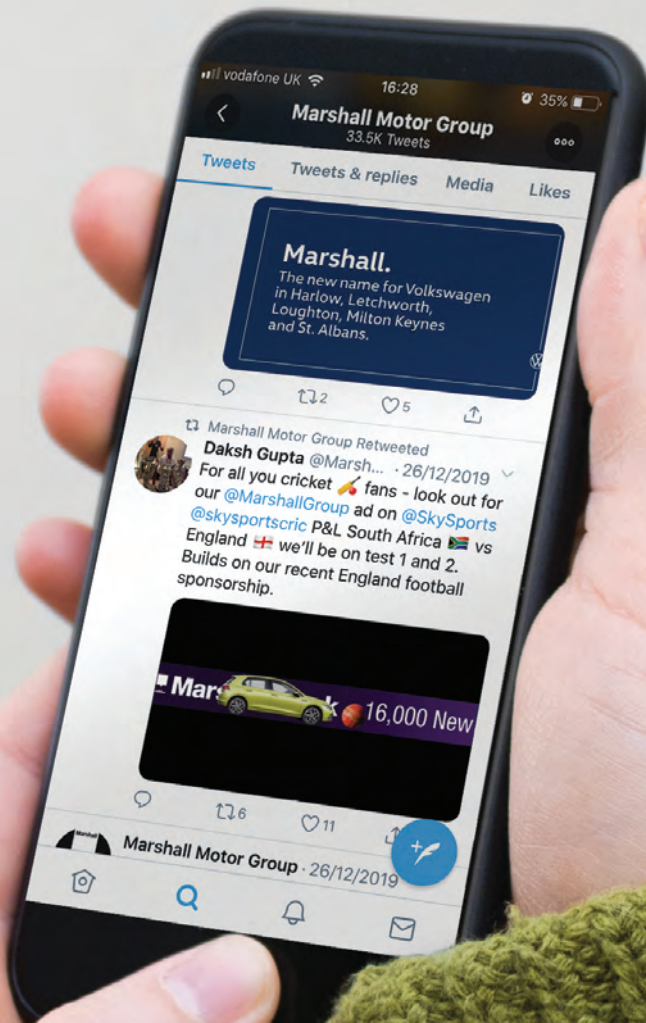 vodafone UK 16:28 35%
Marshall Motor Group
33.5K Tweets
Tweets Tweets & replies Media Likes
Marshall.
The new name for Volkswagen
in Harlow, Letchworth,
Loughton, Milton Keynes
and St. Albans.
2 5
Marshall Motor Group Retweeted
Daksh Gupta @Marsh... · 26/12/2019
For all you cricket 🏏 fans - look out for
our @MarshallGroup ad on @SkySports
@skysportscric P&L South Africa 🇿🇦 vs
England 🏴󠁧󠁢󠁥󠁮󠁧󠁿 we'll be on test 1 and 2.
Builds on our recent England football
sponsorship.
Mars k 16,000 New
6 11
Marshall
Marshall Motor Group · 26/12/2019